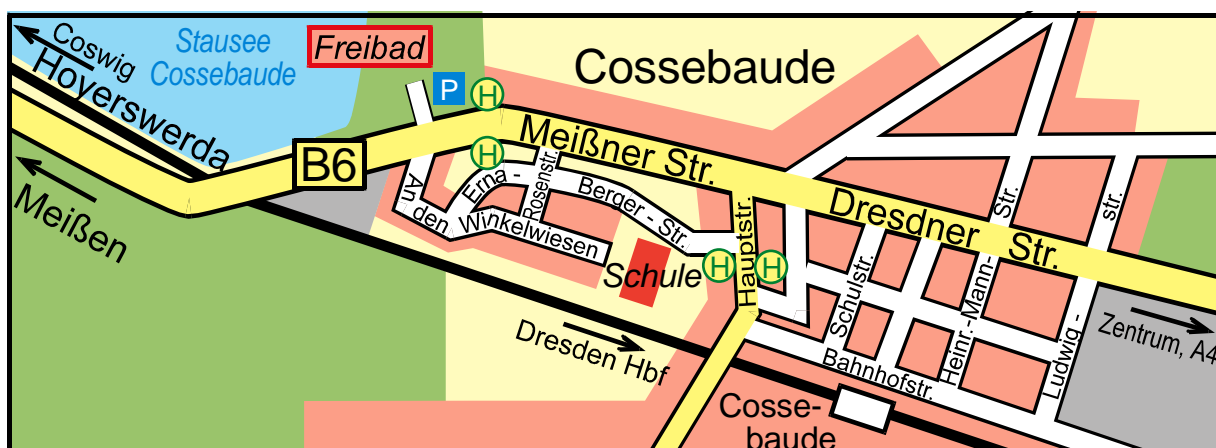 Coswig
Hoyerswerda
Meißen
Stausee
Cossebaude
Freibad
P
H
Cossebaude
B6
Meißner Str.
H
An den Winkelwiesen
Erna-Berger-Str.
Rosenstr.
Schule
H
Hauptstr.
H
Dresdner Str.
Schulstr.
Heinr.-Mann-Str.
Ludwig-str.
Bahnhofstr.
Zentrum, A4
Dresden Hbf
Cosse-
baude